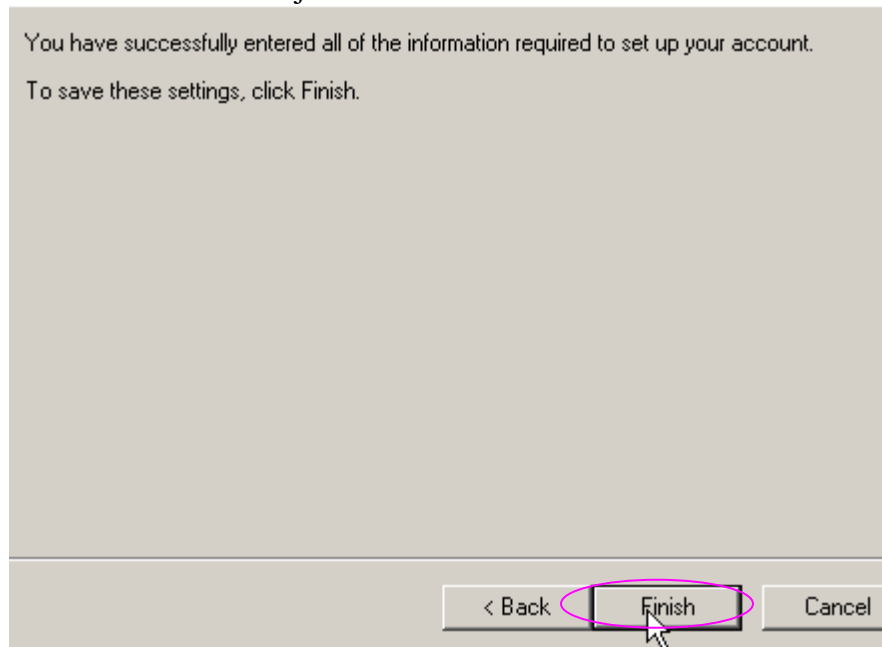 You have successfully entered all of the information required to set up your account.
To save these settings, click Finish.
< Back Finish Cancel